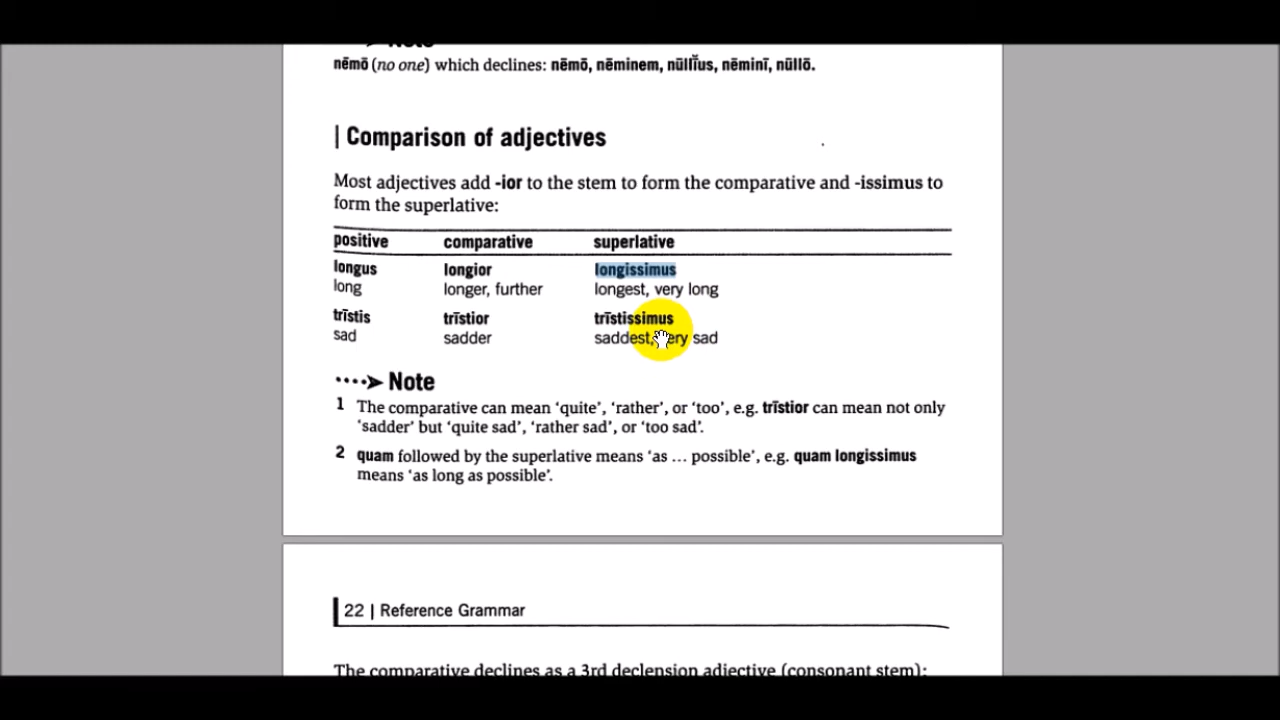 Note
nēmō (no one) which declines: nēmō, nēminem, nūllī̆us, nēminī, nūllō.
| Comparison of adjectives
Most adjectives add -ior to the stem to form the comparative and -issimus to
form the superlative:
positive comparative superlative
longus longior longissimus
long longer, further longest, very long
trīstis trīstior trīstissimus
sad sadder saddest, very sad
····➤ Note
1 The comparative can mean ‘quite’, ‘rather’, or ‘too’, e.g. trīstior can mean not only
‘sadder’ but ‘quite sad’, ‘rather sad’, or ‘too sad’.
2 quam followed by the superlative means ‘as ... possible’, e.g. quam longissimus
means ‘as long as possible’.
22 | Reference Grammar
The comparative declines as a 3rd declension adjective (consonant stem):